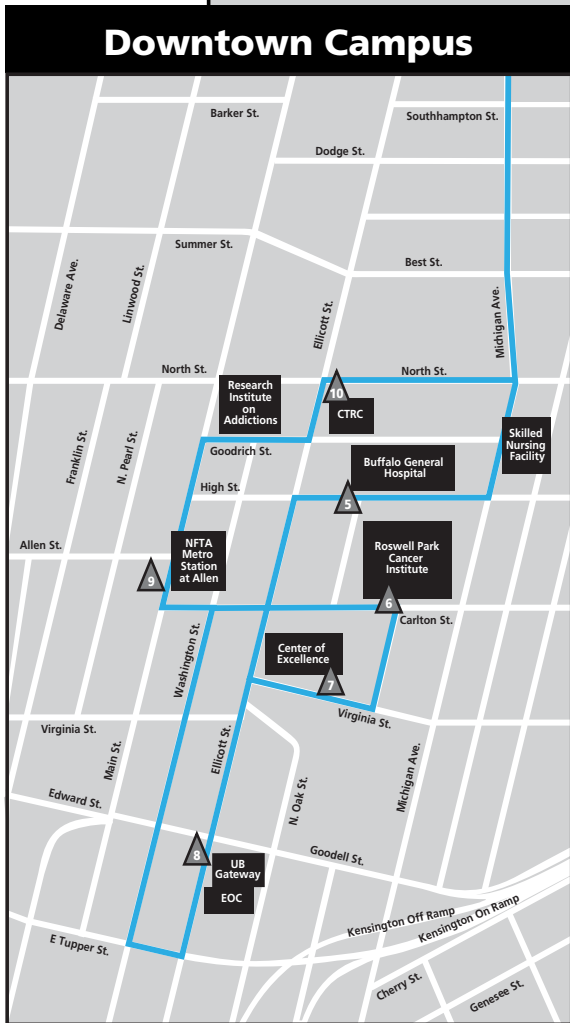 Downtown Campus
Barker St.
Southhampton St.
Dodge St.
Summer St.
Best St.
Delaware Ave.
Linwood St.
Ellicott St.
Michigan Ave.
North St.
North St.
Research
Institute
on
Addictions
10
CTRC
Franklin St.
N. Pearl St.
Goodrich St.
Skilled
Nursing
Facility
Buffalo General
Hospital
High St.
5
Allen St.
NFTA
Metro
Station
at Allen
Roswell Park
Cancer
Institute
9
6
Carlton St.
Washington St.
Center of
Excellence
7
Virginia St.
Virginia St.
Main St.
Ellicott St.
N. Oak St.
Michigan Ave.
Edward St.
8
Goodell St.
UB
Gateway
EOC
Kensington Off Ramp
Kensington On Ramp
E Tupper St.
Cherry St.
Genesee St.